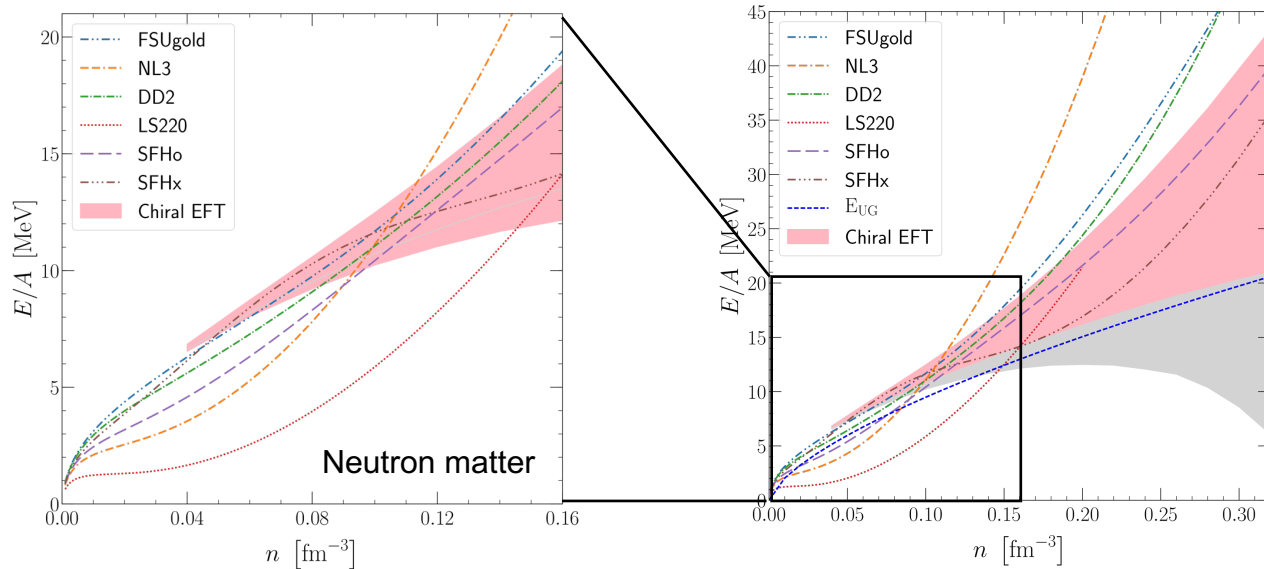 20
15
10
5
0
E/A [MeV]
FSUgold
NL3
DD2
LS220
SFHo
SFHx
Chiral EFT
Neutron matter
0.00 0.04 0.08 0.12 0.16
n [fm⁻³]
45
40
35
30
25
20
15
10
5
0
E/A [MeV]
FSUgold
NL3
DD2
LS220
SFHo
SFHx
E_UG
Chiral EFT
0.00 0.05 0.10 0.15 0.20 0.25 0.30
n [fm⁻³]